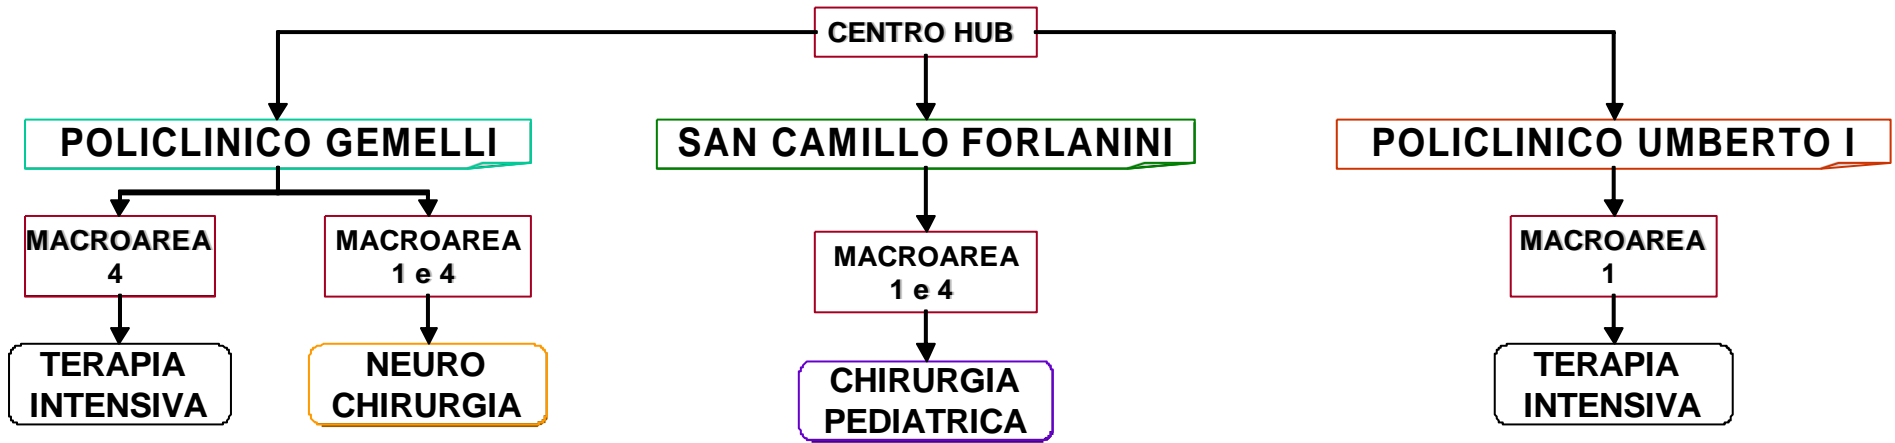 CENTRO HUB
POLICLINICO GEMELLI
SAN CAMILLO FORLANINI
POLICLINICO UMBERTO I
MACROAREA
4
MACROAREA
1 e 4
MACROAREA
1 e 4
MACROAREA
1
TERAPIA
INTENSIVA
NEURO
CHIRURGIA
CHIRURGIA
PEDIATRICA
TERAPIA
INTENSIVA